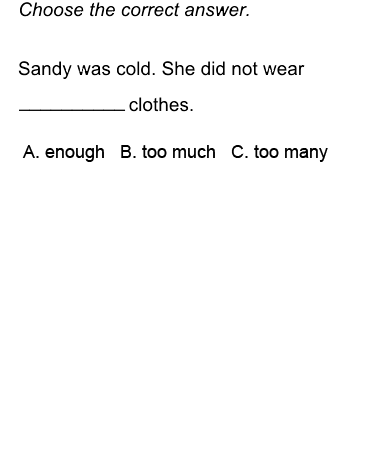 Choose the correct answer.
Sandy was cold. She did not wear
__________ clothes.
A. enough B. too much C. too many